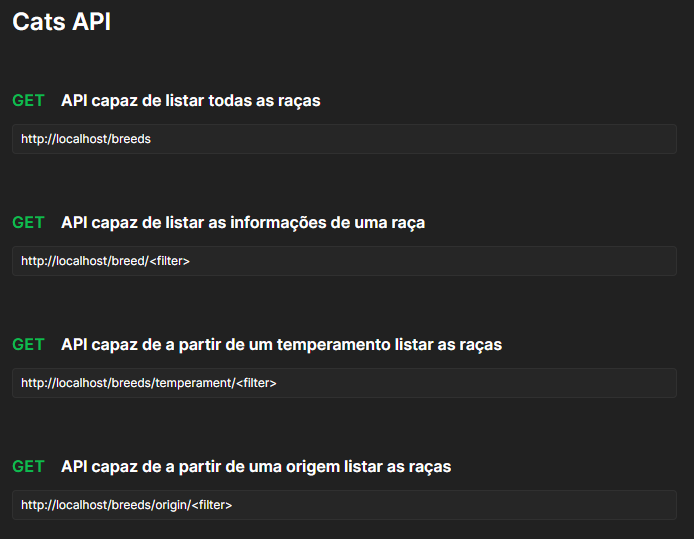 Cats API
GET API capaz de listar todas as raças
http://localhost/breeds
GET API capaz de listar as informações de uma raça
http://localhost/breed/<filter>
GET API capaz de a partir de um temperamento listar as raças
http://localhost/breeds/temperament/<filter>
GET API capaz de a partir de uma origem listar as raças
http://localhost/breeds/origin/<filter>